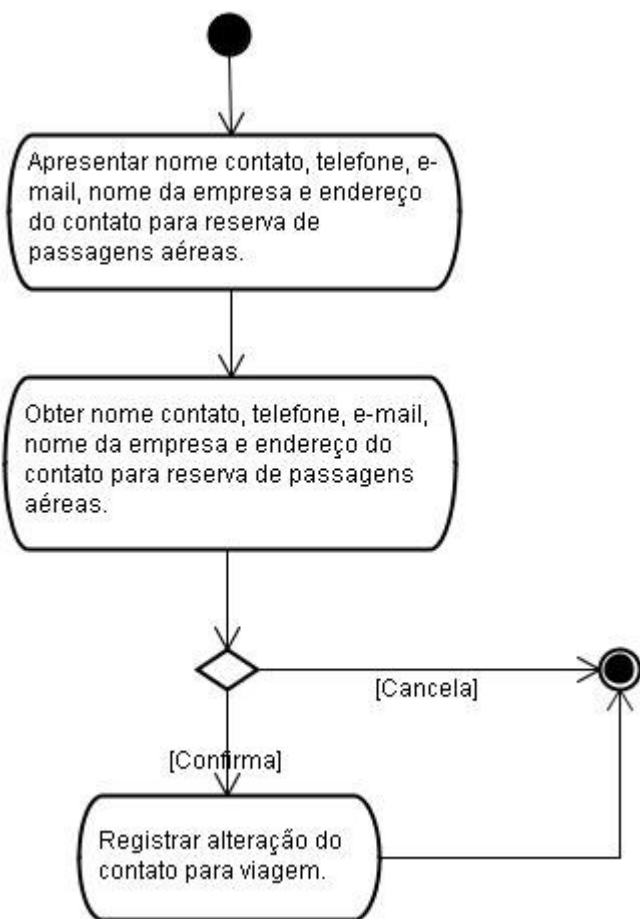 Apresentar nome contato, telefone, e-
mail, nome da empresa e endereço
do contato para reserva de
passagens aéreas.
Obter nome contato, telefone, e-mail,
nome da empresa e endereço do
contato para reserva de passagens
aéreas.
[Cancela]
[Confirma]
Registrar alteração do
contato para viagem.